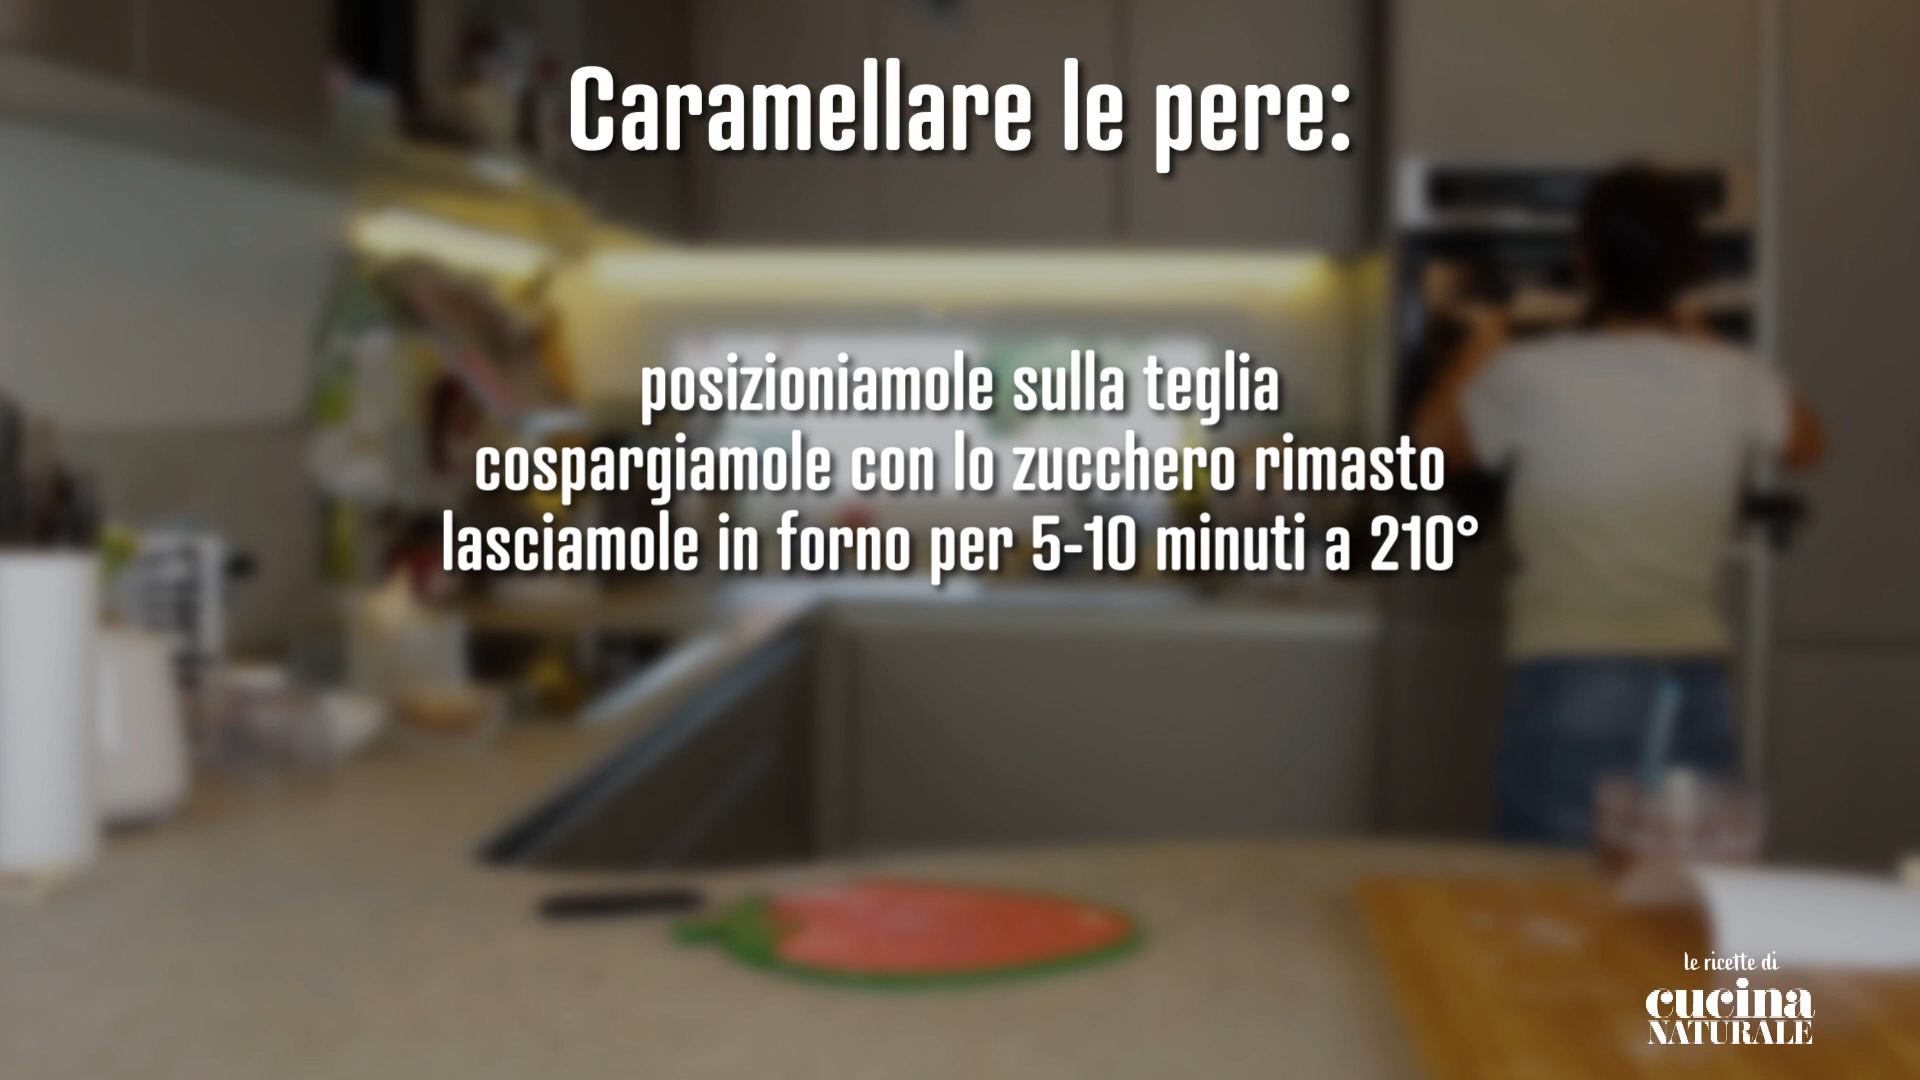 Caramellare le pere:
posizioniamole sulla teglia
cospargiamole con lo zucchero rimasto
lasciamole in forno per 5-10 minuti a 210°
le ricette di
cucina
NATURALE